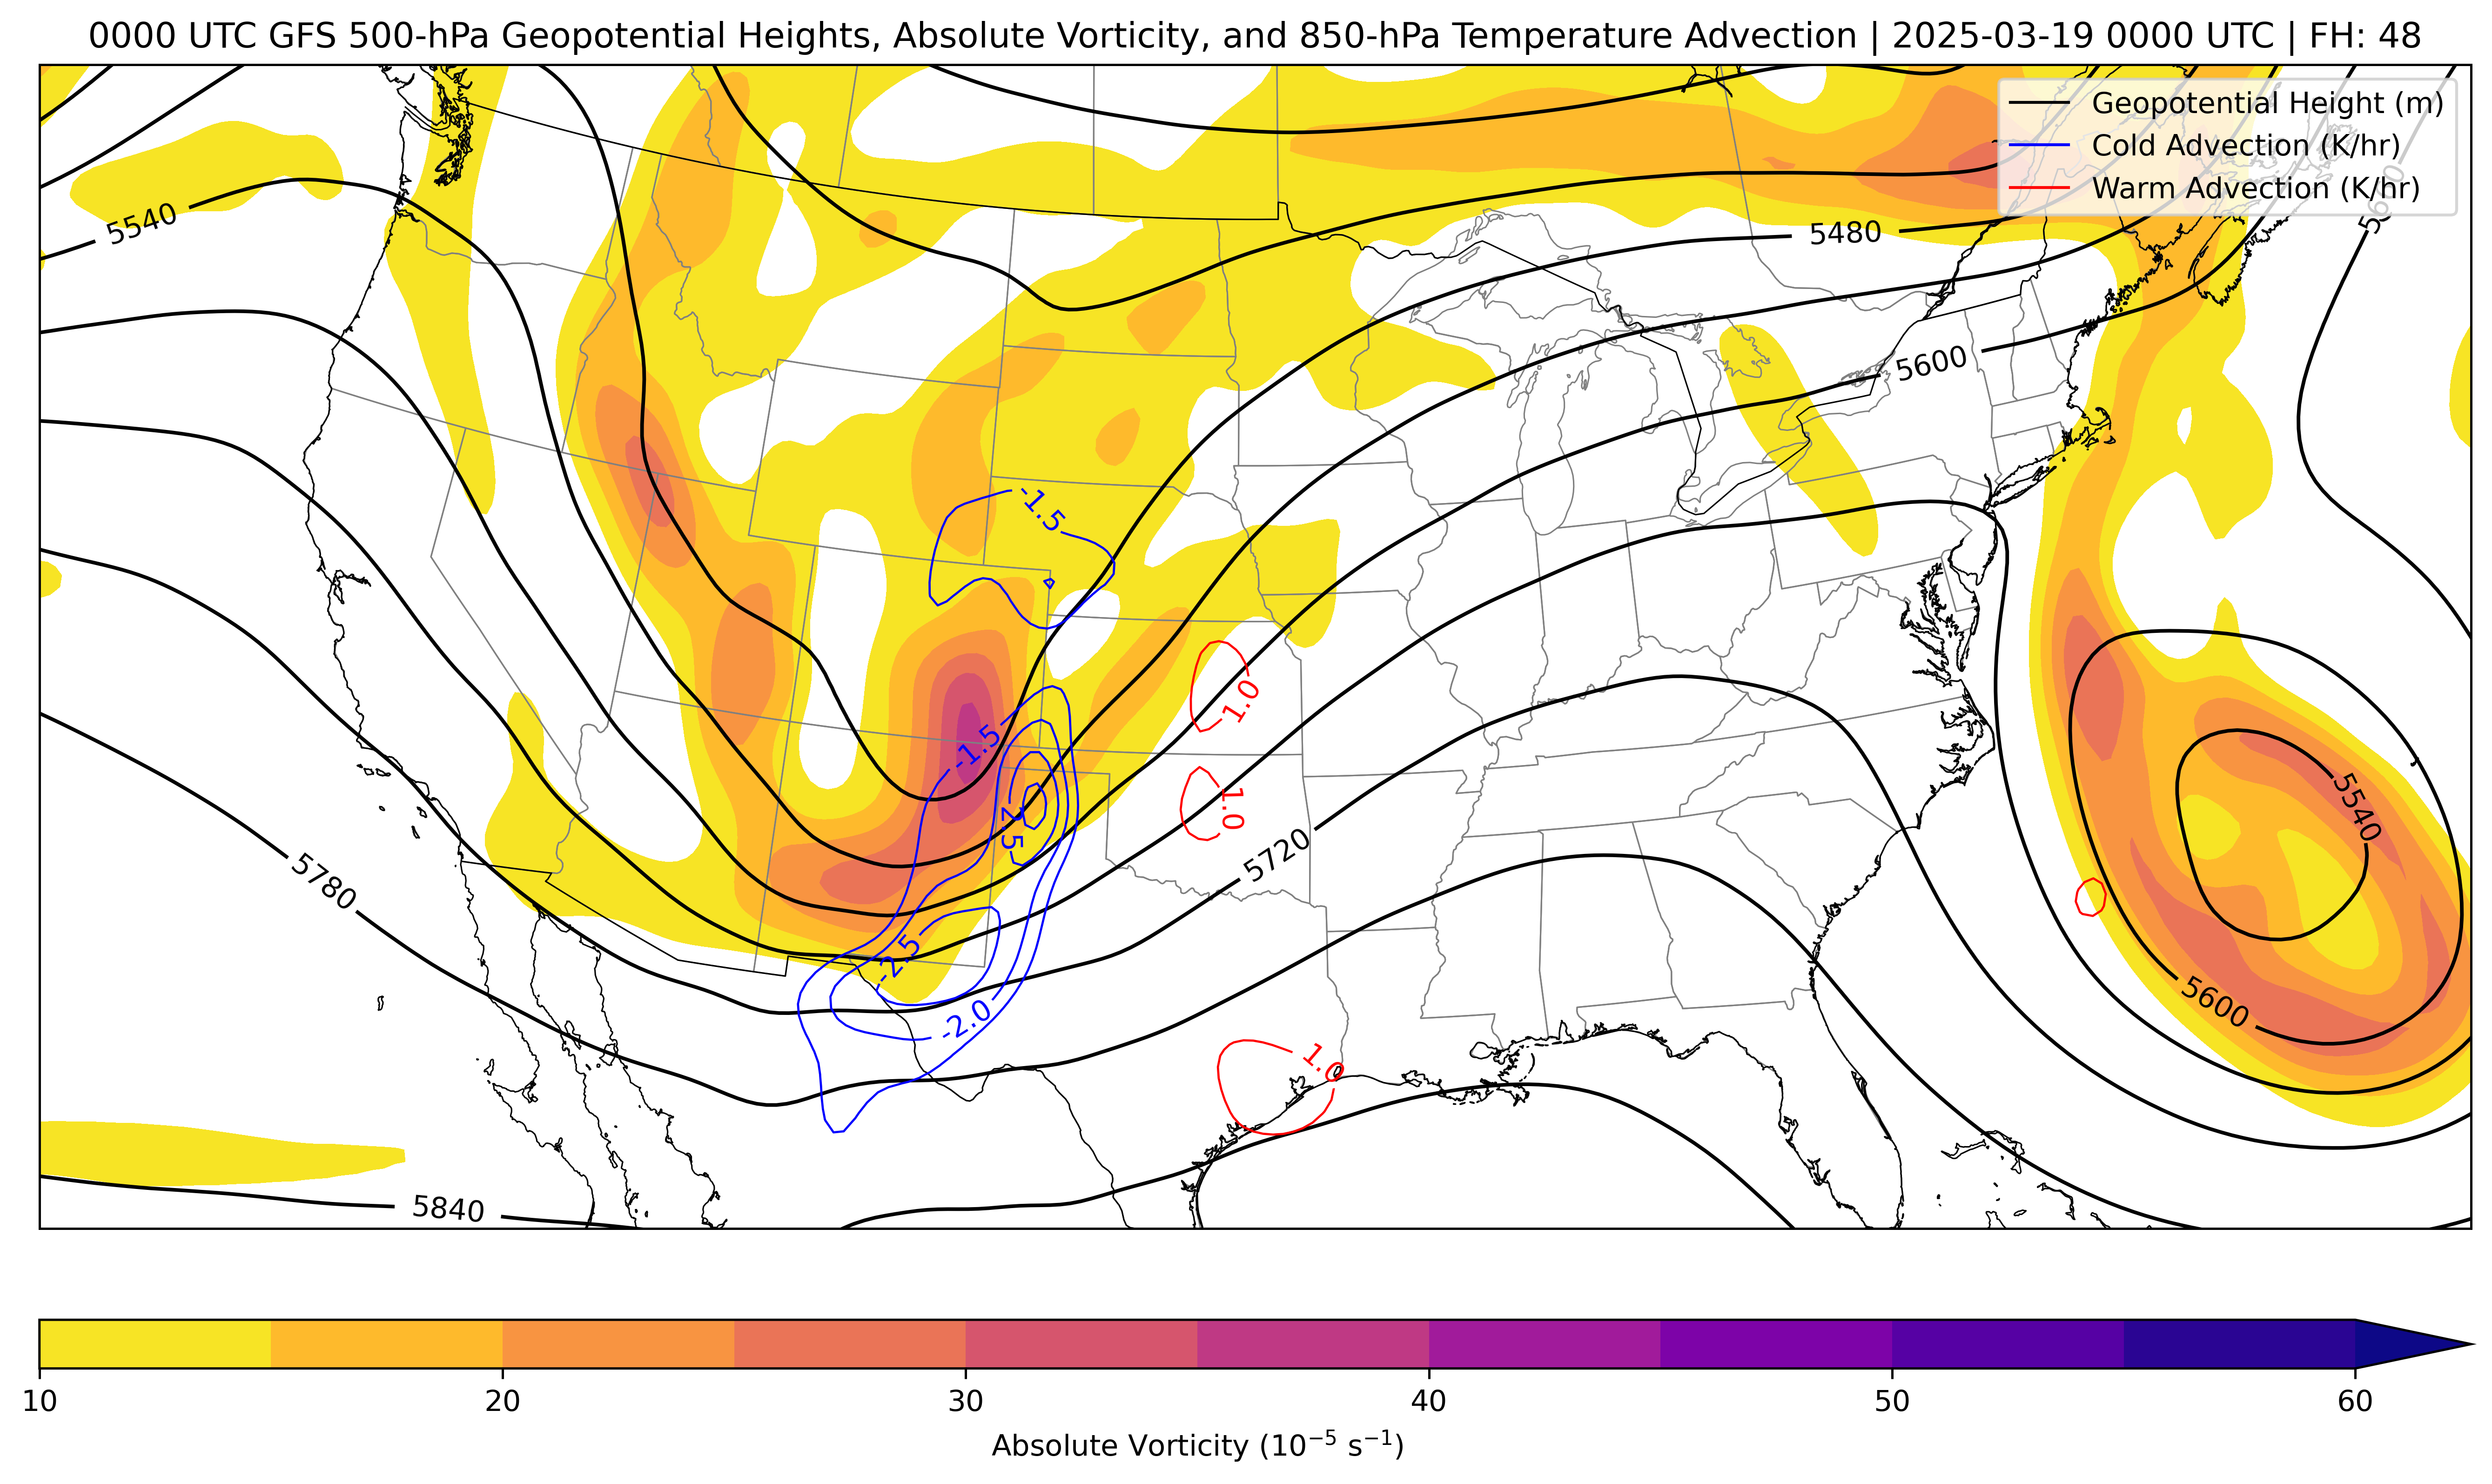 0000 UTC GFS 500-hPa Geopotential Heights, Absolute Vorticity, and 850-hPa Temperature Advection | 2025-03-19 0000 UTC | FH: 48
Geopotential Height (m)
Cold Advection (K/hr)
Warm Advection (K/hr)
5540
5480
5600
-1.5
1.0
-1.5
1.0
-2.5
5540
5720
5780
-2.5
-2.0
5600
1.0
5840
10 20 30 40 50 60
Absolute Vorticity (10⁻⁵ s⁻¹)